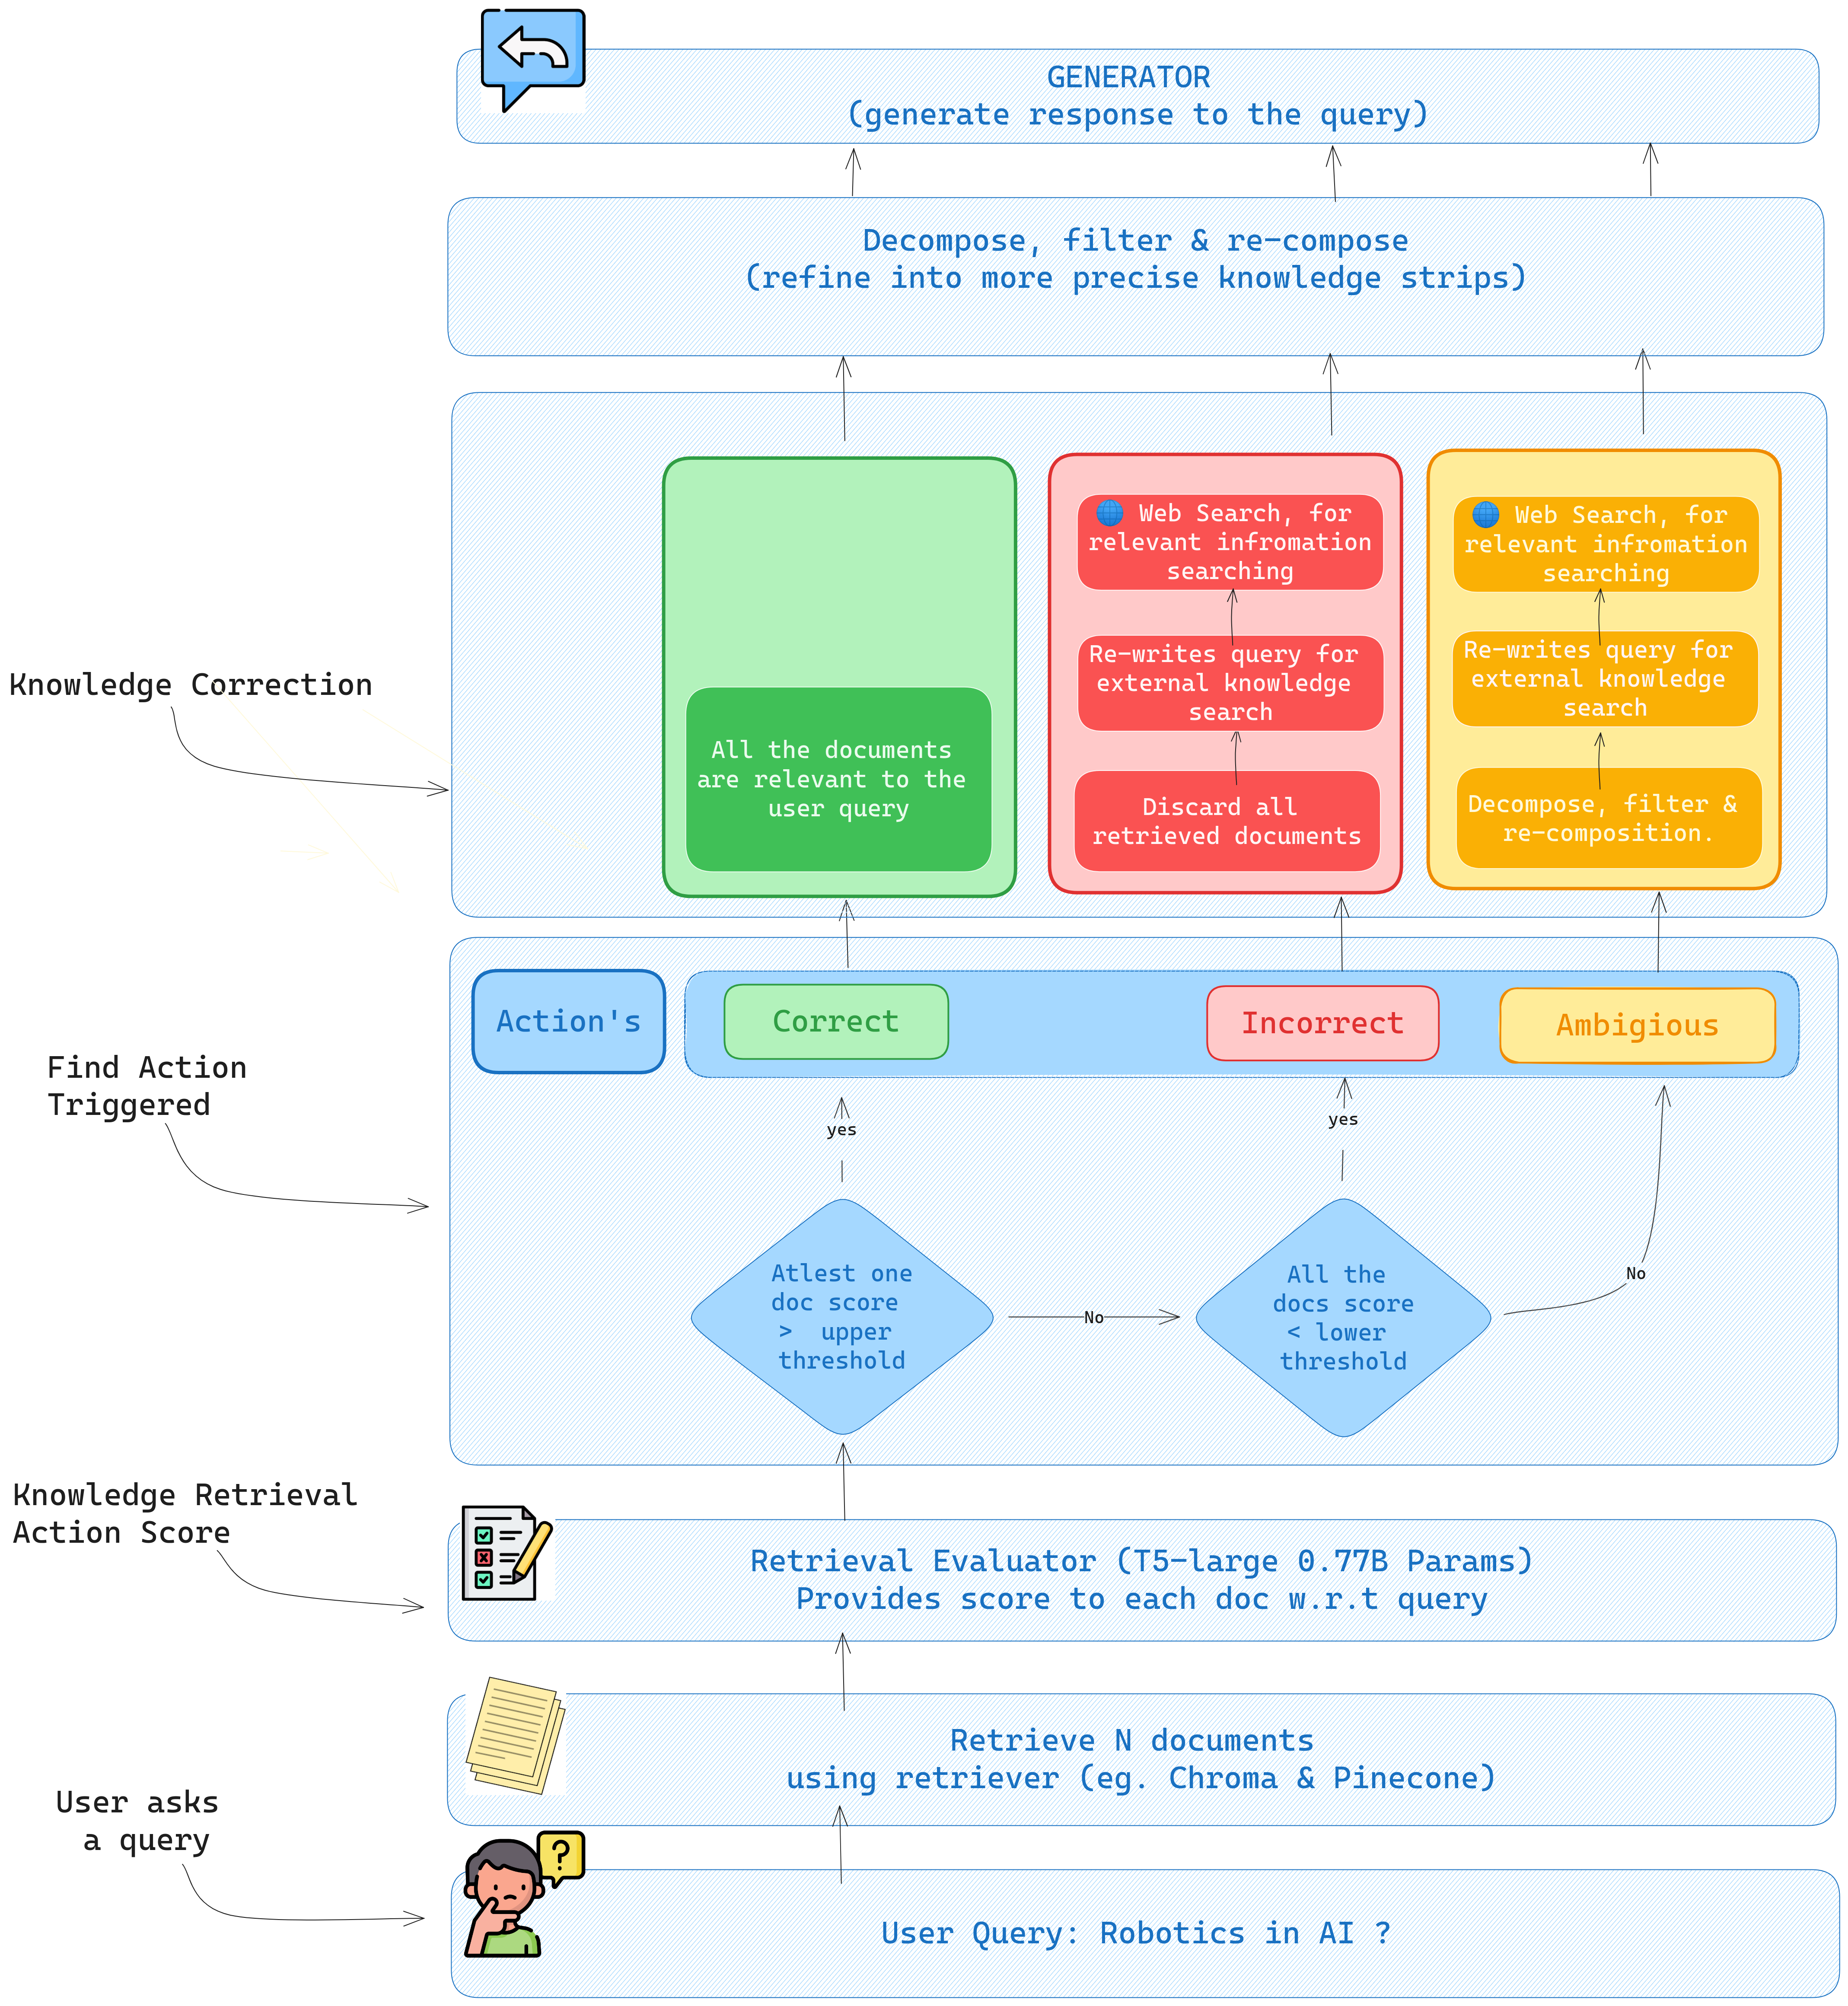 GENERATOR
(generate response to the query)
Decompose, filter & re-compose
(refine into more precise knowledge strips)
🌐 Web Search, for
relevant infromation
searching
🌐 Web Search, for
relevant infromation
searching
Re-writes query for
external knowledge
search
Re-writes query for
external knowledge
search
Knowledge Correction
All the documents
are relevant to the
user query
Discard all
retrieved documents
Decompose, filter &
re-composition.
Action's
Correct
Incorrect
Ambigious
Find Action
Triggered
yes
yes
Atlest one
doc score
> upper
threshold
No
All the
docs score
< lower
threshold
No
Knowledge Retrieval
Action Score
Retrieval Evaluator (T5-large 0.77B Params)
Provides score to each doc w.r.t query
Retrieve N documents
using retriever (eg. Chroma & Pinecone)
User asks
a query
?
User Query: Robotics in AI ?